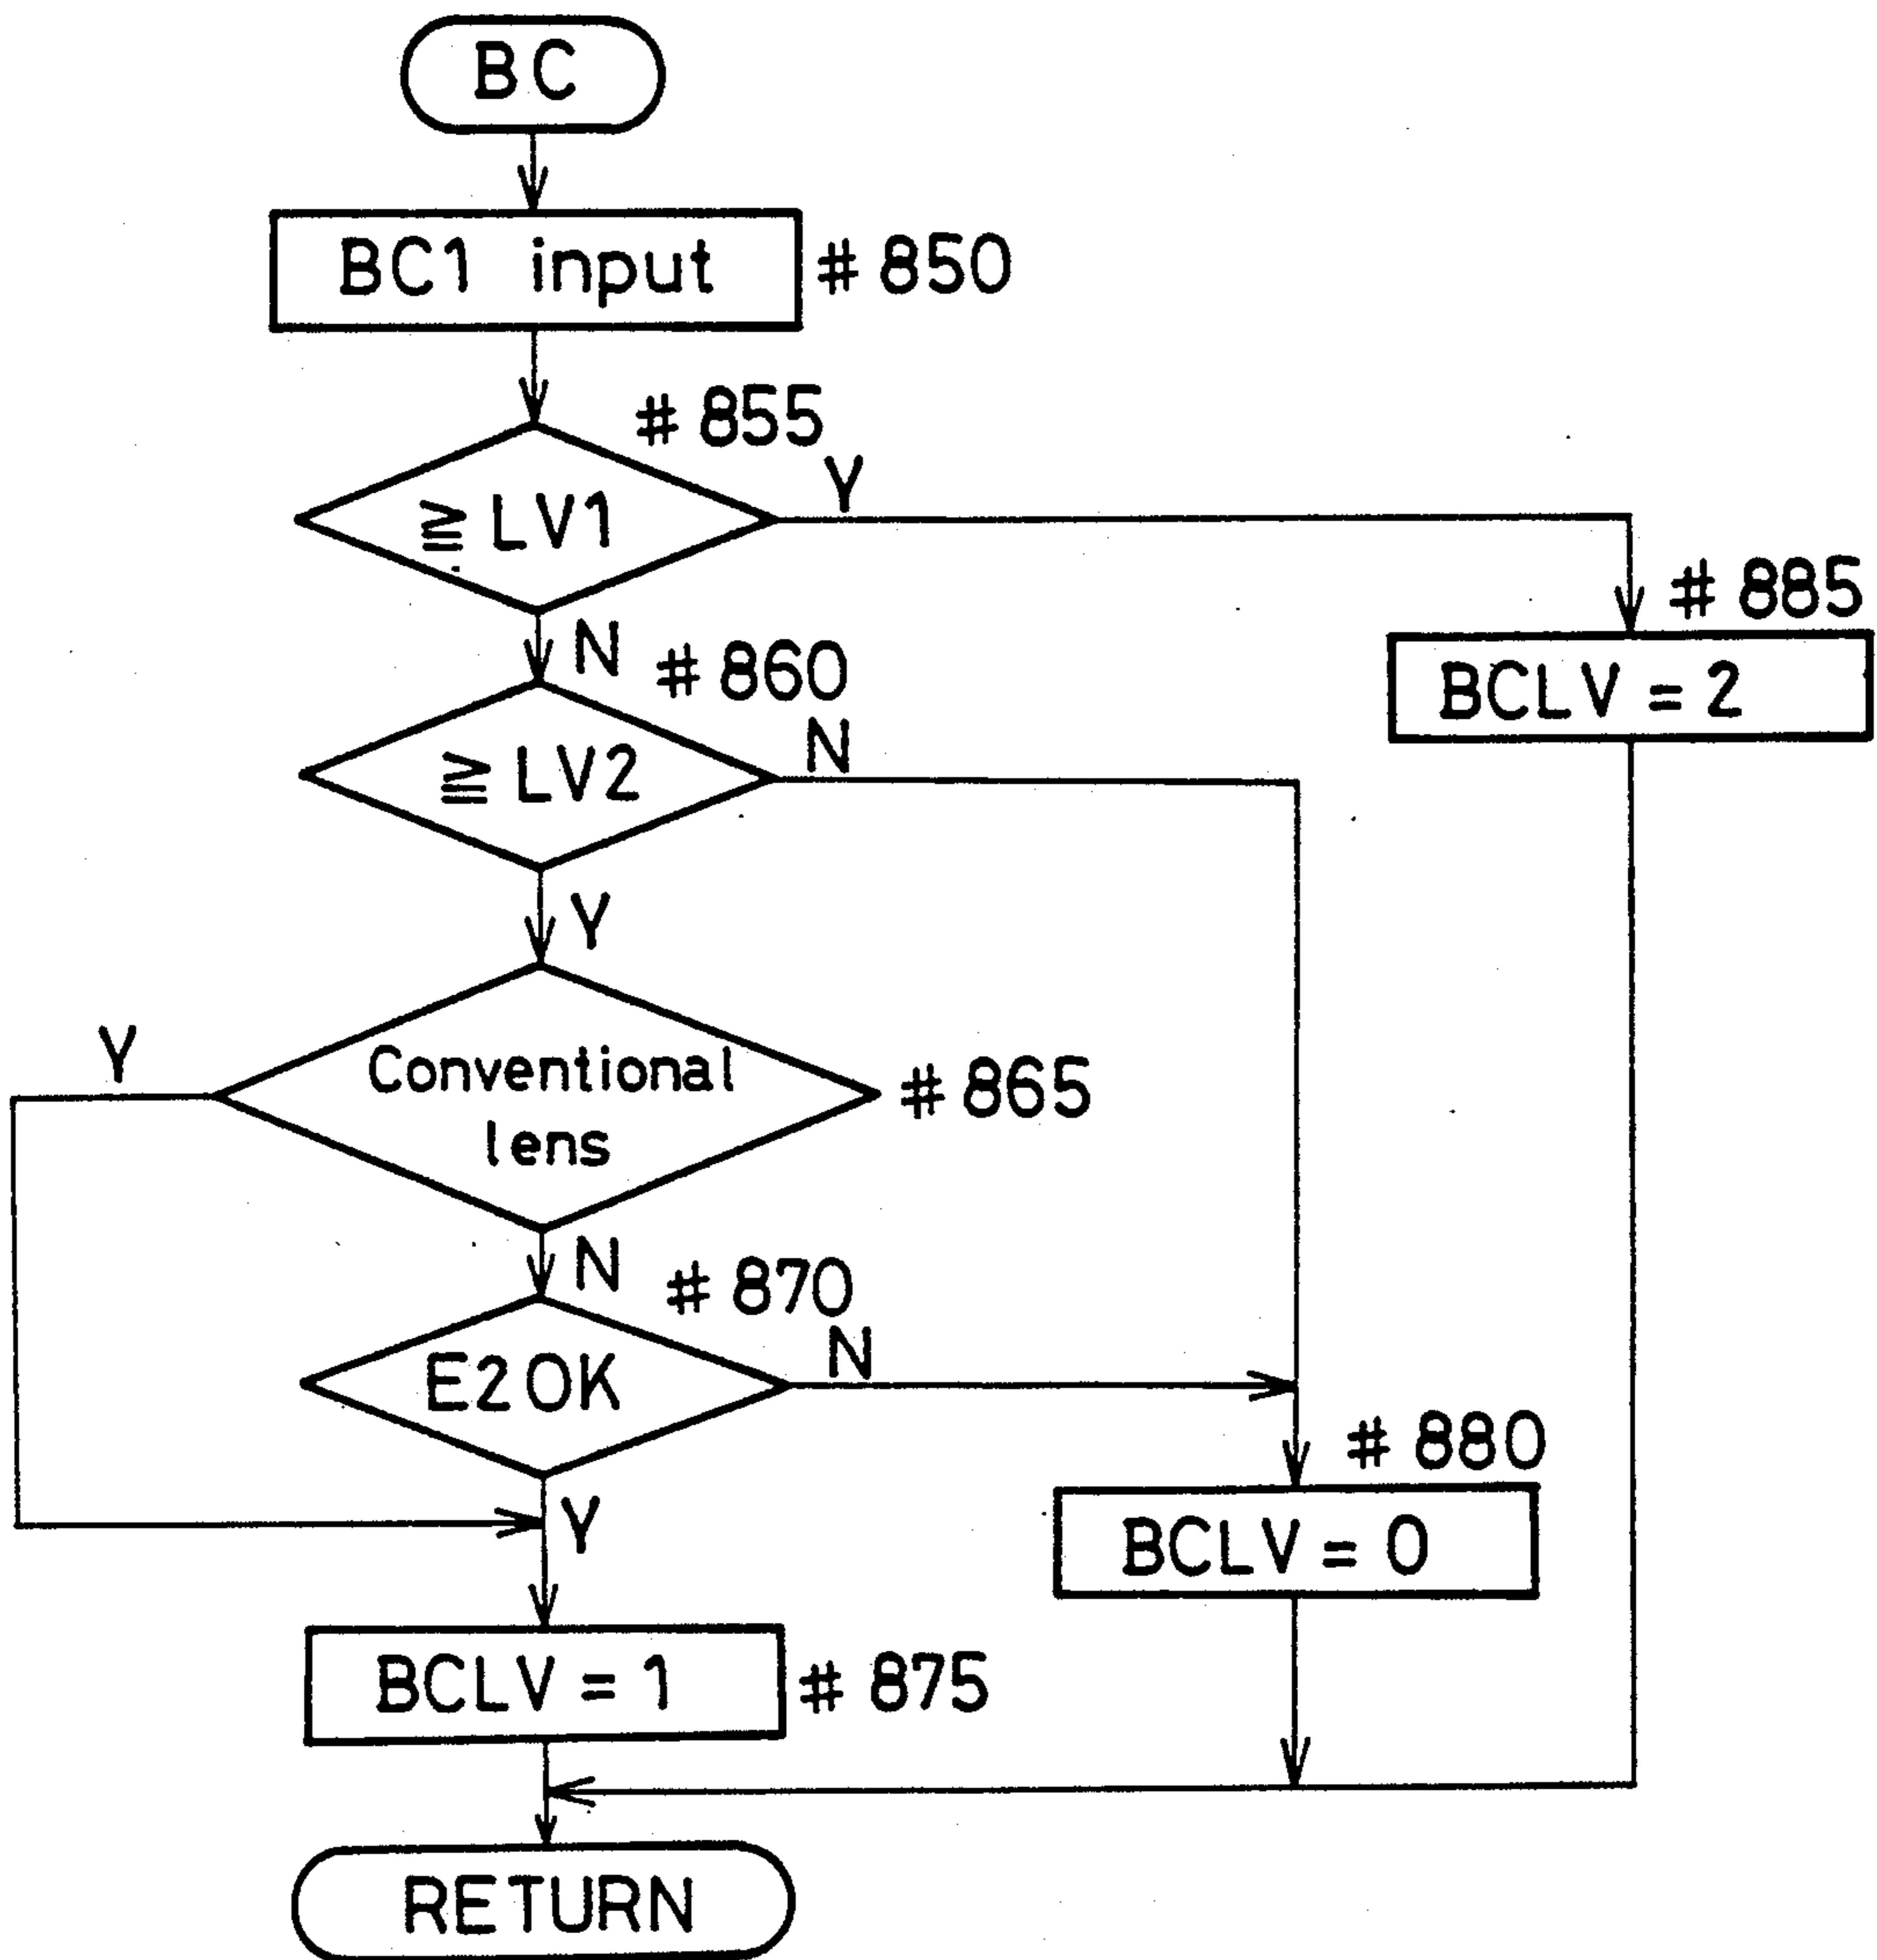 BC
BC1 input
# 850
# 855
≧ LV1
Y
N
# 885
BCLV = 2
# 860
≧ LV2
N
Y
Conventional
lens
# 865
Y
N
# 870
E2OK
N
Y
# 880
BCLV = 0
BCLV = 1
# 875
RETURN